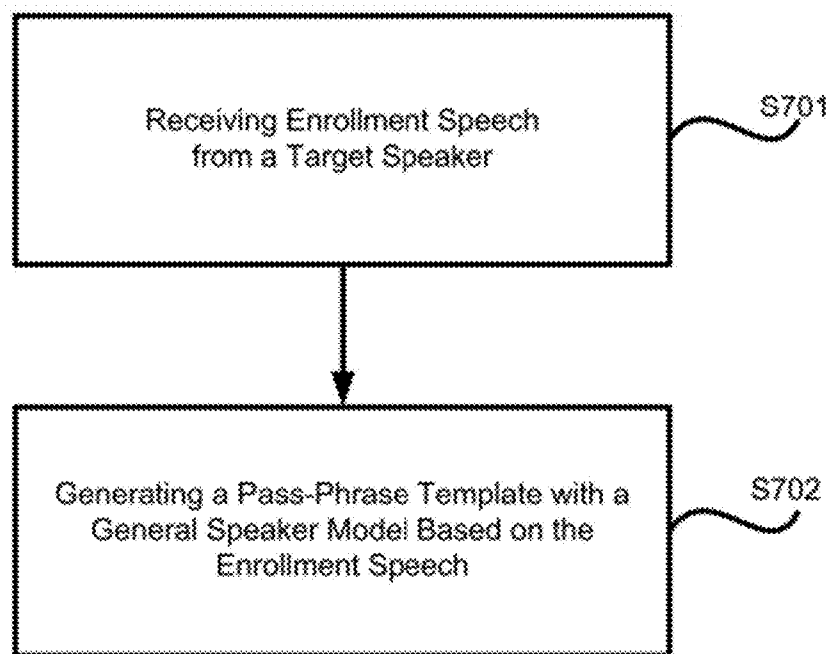 Receiving Enrollment Speech
from a Target Speaker
S701
Generating a Pass-Phrase Template with a
General Speaker Model Based on the
Enrollment Speech
S702